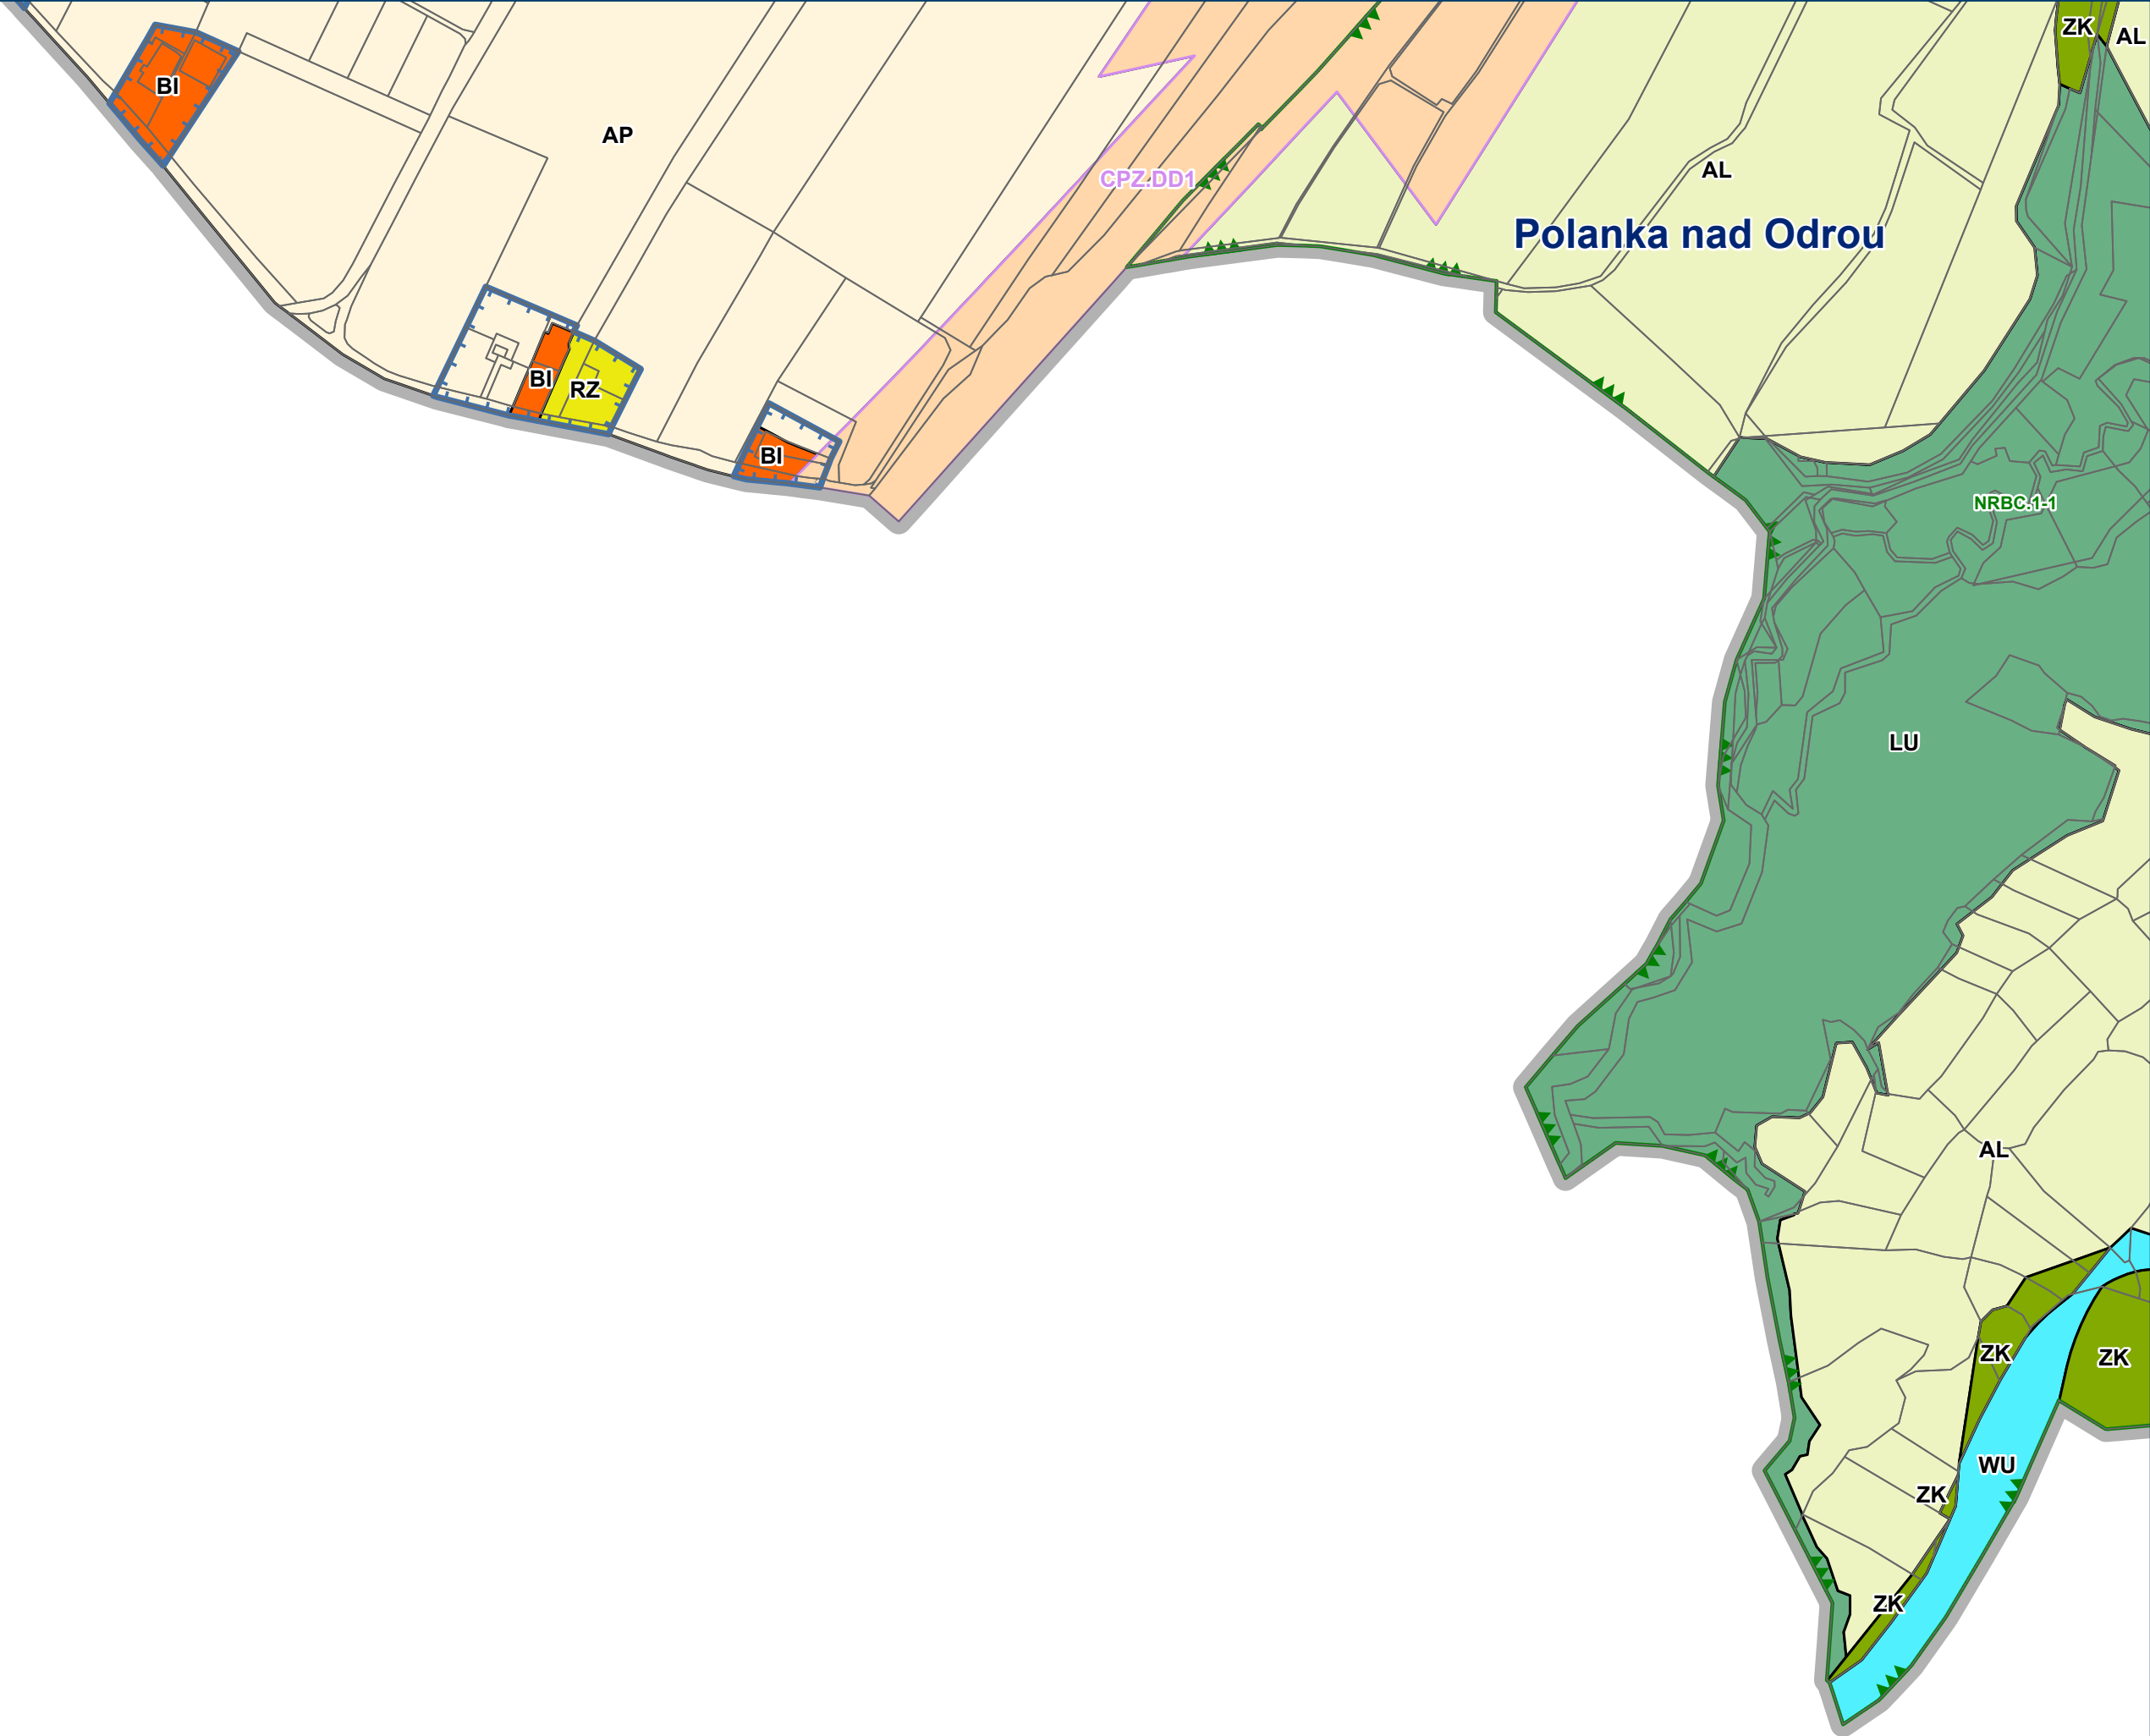 ZK
AL
BI
AP
AL
CPZ.DD1
Polanka nad Odrou
BI
RZ
BI
NRBC.1-1
LU
AL
ZK
ZK
WU
ZK
ZK